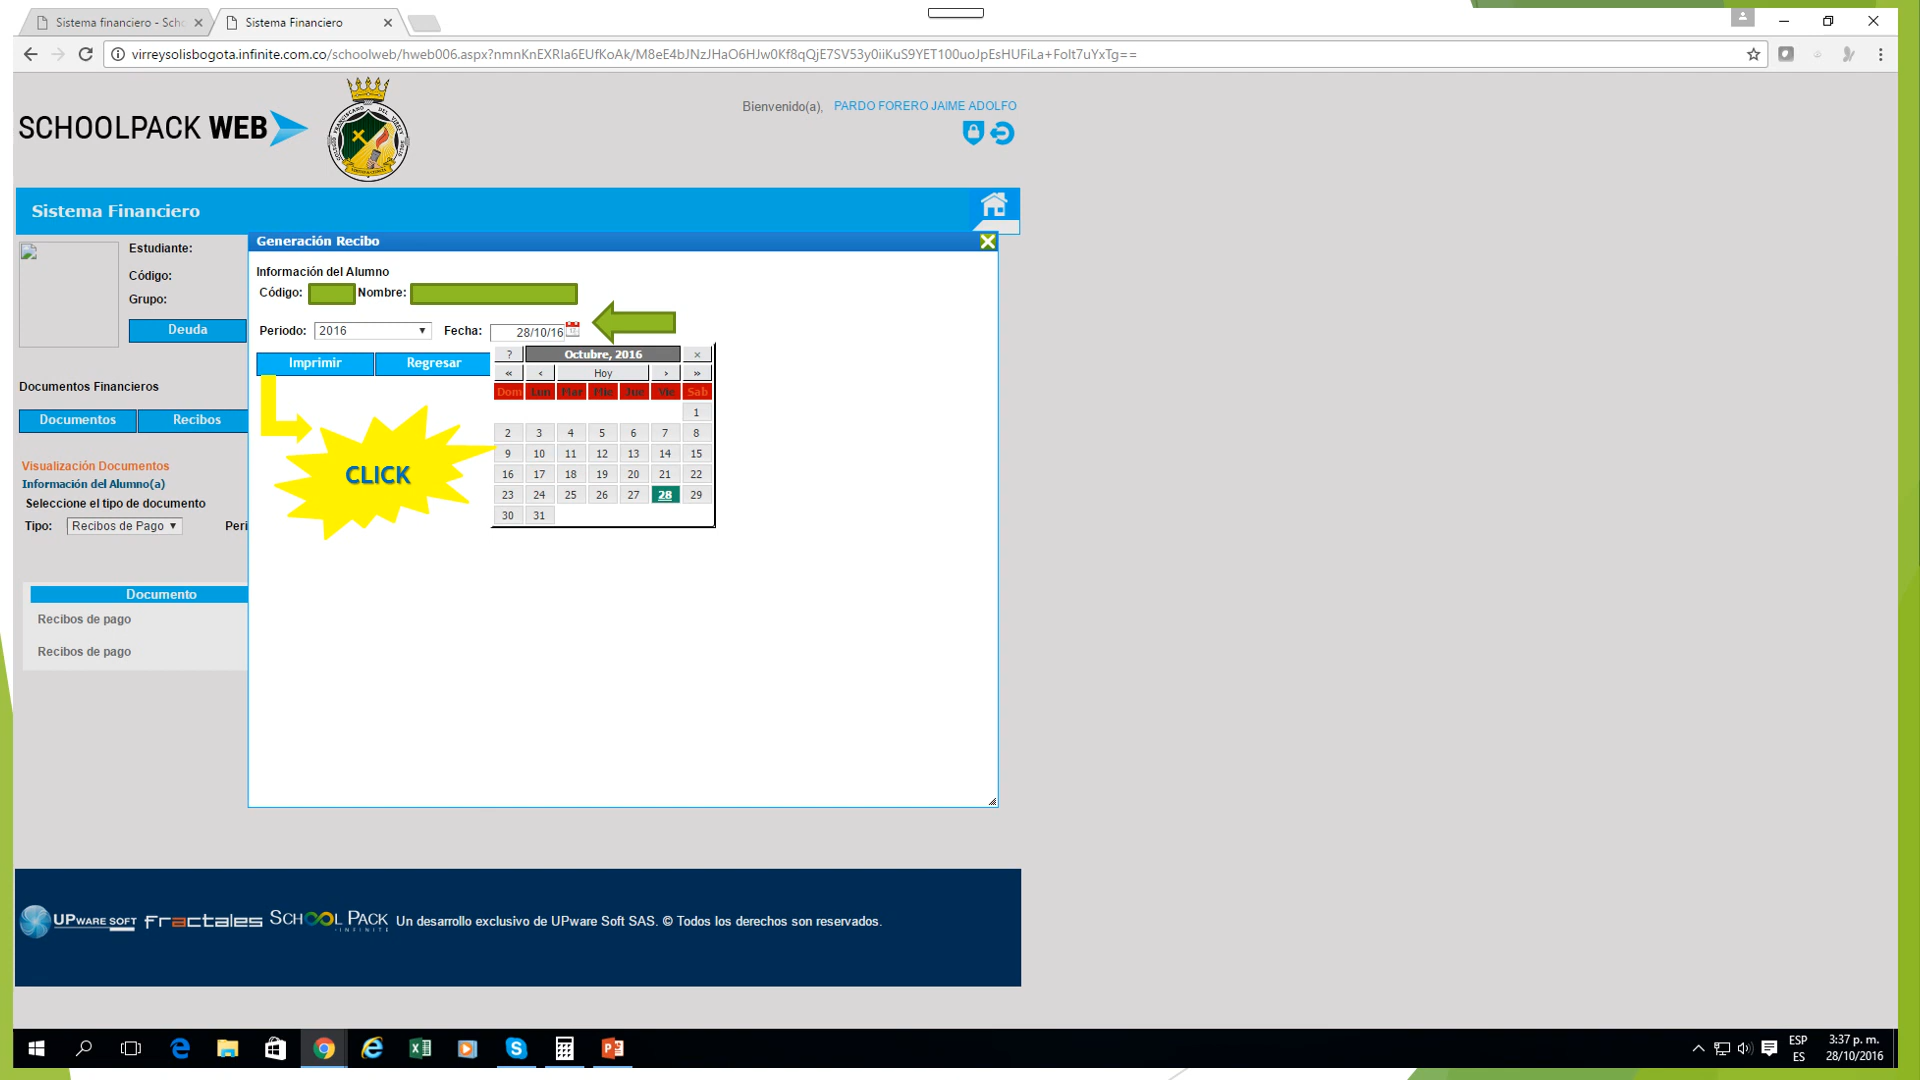 Sistema financiero - Scho
Sistema Financiero
virreysolisbogota.infinite.com.co/schoolweb/hweb006.aspx?nmnKnEXRIa6EUfKoAk/M8eE4bJNzJHaO6HJw0Kf8qQjE7SV53y0iiKuS9YET100uoJpEsHUFiLa+Folt7uYxTg==
SCHOOLPACK WEB
Bienvenido(a), PARDO FORERO JAIME ADOLFO
Sistema Financiero
Generación Recibo
Estudiante:
Código:
Grupo:
Deuda
Información del Alumno
Código: Nombre:
Periodo: 2016 Fecha: 28/10/16
Imprimir Regresar
? Octubre, 2016 ×
« ‹ Hoy › »
Dom Lun Mar Mie Jue Vie Sab
1
2 3 4 5 6 7 8
9 10 11 12 13 14 15
16 17 18 19 20 21 22
23 24 25 26 27 28 29
30 31
CLICK
Documentos Financieros
Documentos Recibos
Visualización Documentos
Información del Alumno(a)
Seleccione el tipo de documento
Tipo: Recibos de Pago Peri
Documento
Recibos de pago
Recibos de pago
UPWARE SOFT fractales SCHOOL PACK INFINITE Un desarrollo exclusivo de UPware Soft SAS. © Todos los derechos son reservados.
ESP
ES
3:37 p. m.
28/10/2016